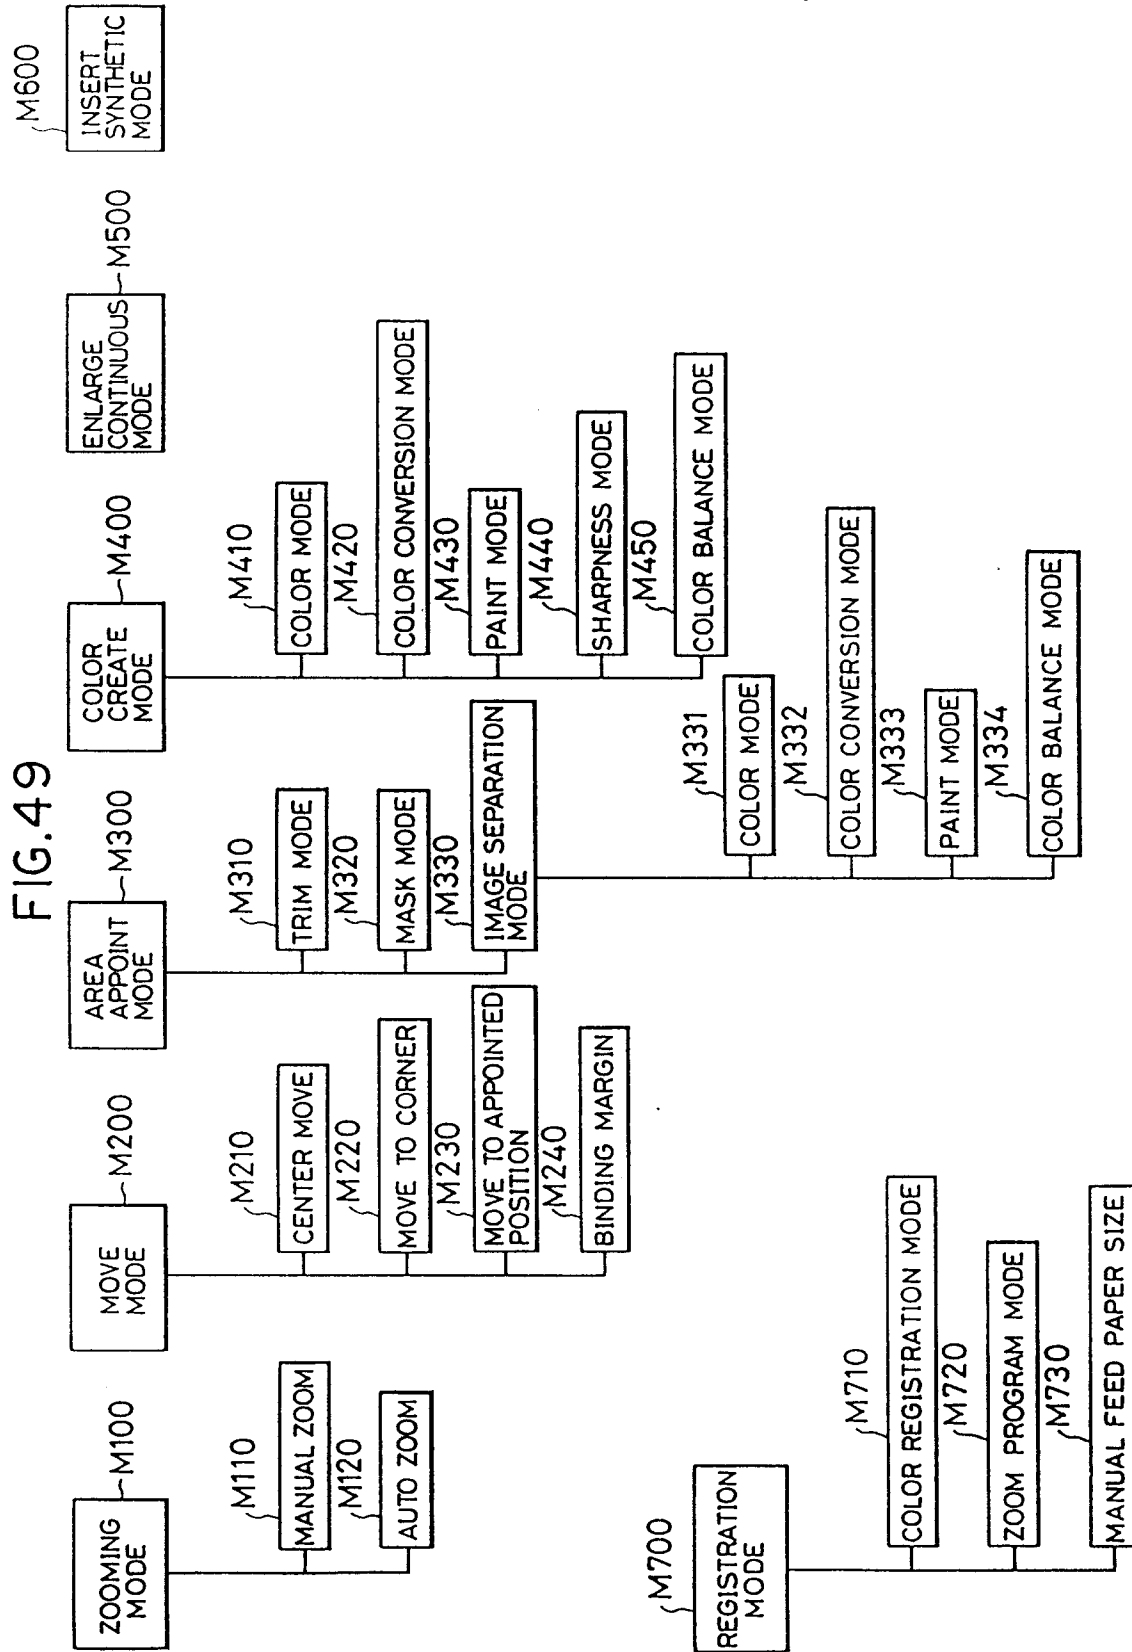 FIG.49
ZOOMING
MODE
M100
M110
MANUAL ZOOM
M120
AUTO ZOOM
MOVE
MODE
M200
M210
CENTER MOVE
M220
MOVE TO CORNER
M230
MOVE TO APPOINTED
POSITION
M240
BINDING MARGIN
AREA
APPOINT
MODE
M300
M310
TRIM MODE
M320
MASK MODE
M330
IMAGE SEPARATION
MODE
M331
COLOR MODE
M332
COLOR CONVERSION MODE
M333
PAINT MODE
M334
COLOR BALANCE MODE
COLOR
CREATE
MODE
M400
M410
COLOR MODE
M420
COLOR CONVERSION MODE
M430
PAINT MODE
M440
SHARPNESS MODE
M450
COLOR BALANCE MODE
ENLARGE
CONTINUOUS
MODE
M500
M600
INSERT
SYNTHETIC
MODE
M700
REGISTRATION
MODE
M710
COLOR REGISTRATION MODE
M720
ZOOM PROGRAM MODE
M730
MANUAL FEED PAPER SIZE